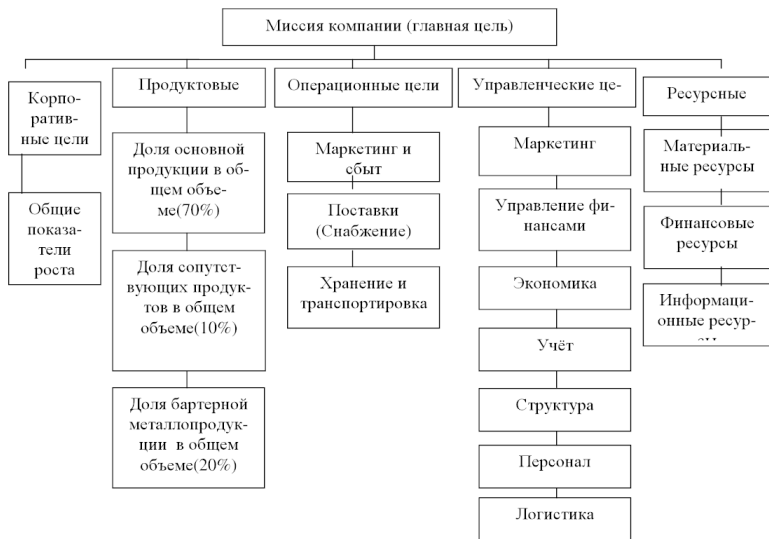 Миссия компании (главная цель)
Корпо-
ратив-
ные цели
Общие
показа-
тели
роста
Продуктовые
Доля основной
продукции в об-
щем объе-
ме(70%)
Доля сопутст-
вующих продук-
тов в общем
объеме(10%)
Доля бартерной
металлопродук-
ции в общем
объеме(20%)
Операционные цели
Маркетинг и
сбыт
Поставки
(Снабжение)
Хранение и
транспортировка
Управленческие це-
Маркетинг
Управление фи-
нансами
Экономика
Учёт
Структура
Персонал
Логистика
Ресурсные
Материаль-
ные ресурсы
Финансовые
ресурсы
Информаци-
онные ресур-